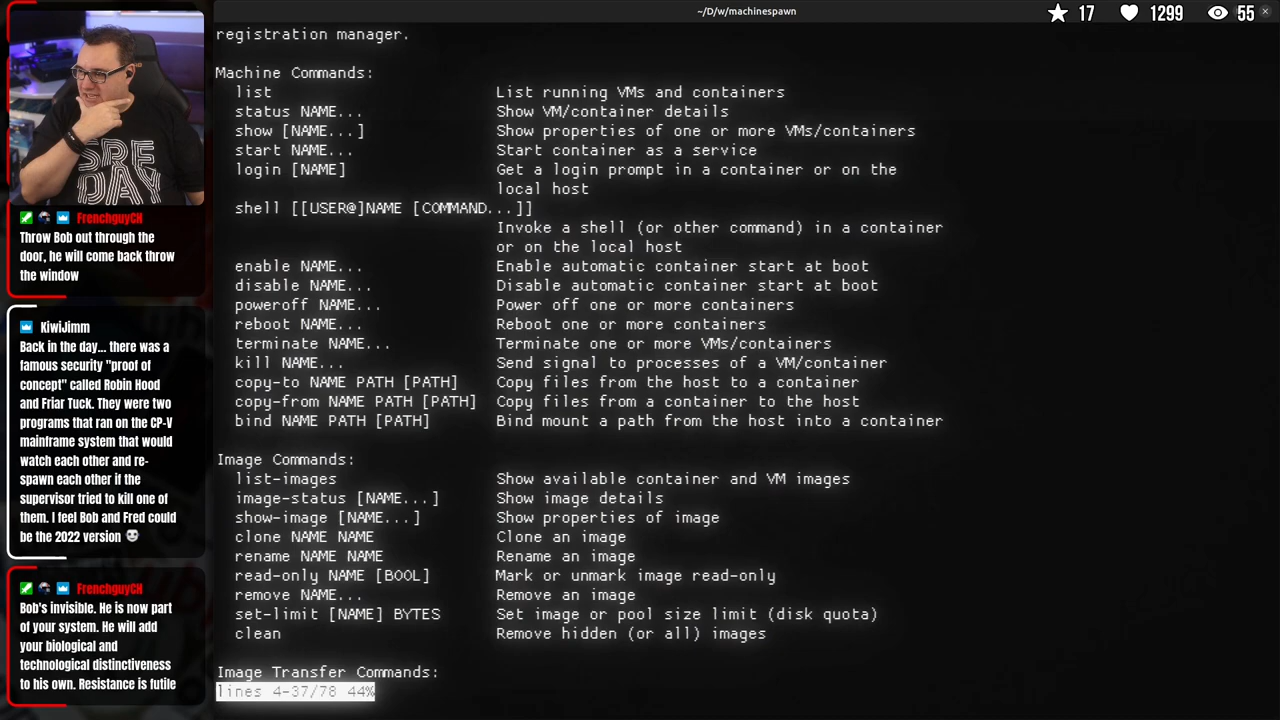 ~/D/w/machinespawn
17
1299
55
SRE
DAY
FrenchguyCH
Throw Bob out through the
door, he will come back throw
the window
KiwiJimm
Back in the day... there was a
famous security "proof of
concept" called Robin Hood
and Friar Tuck. They were two
programs that ran on the CP-V
mainframe system that would
watch each other and re-
spawn each other if the
supervisor tried to kill one of
them. I feel Bob and Fred could
be the 2022 version
FrenchguyCH
Bob's invisible. He is now part
of your system. He will add
your biological and
technological distinctiveness
to his own. Resistance is futile
registration manager.
Machine Commands:
list List running VMs and containers
status NAME... Show VM/container details
show [NAME...] Show properties of one or more VMs/containers
start NAME... Start container as a service
login [NAME] Get a login prompt in a container or on the
local host
shell [[USER@]NAME [COMMAND...]]
Invoke a shell (or other command) in a container
or on the local host
enable NAME... Enable automatic container start at boot
disable NAME... Disable automatic container start at boot
poweroff NAME... Power off one or more containers
reboot NAME... Reboot one or more containers
terminate NAME... Terminate one or more VMs/containers
kill NAME... Send signal to processes of a VM/container
copy-to NAME PATH [PATH] Copy files from the host to a container
copy-from NAME PATH [PATH] Copy files from a container to the host
bind NAME PATH [PATH] Bind mount a path from the host into a container
Image Commands:
list-images Show available container and VM images
image-status [NAME...] Show image details
show-image [NAME...] Show properties of image
clone NAME NAME Clone an image
rename NAME NAME Rename an image
read-only NAME [BOOL] Mark or unmark image read-only
remove NAME... Remove an image
set-limit [NAME] BYTES Set image or pool size limit (disk quota)
clean Remove hidden (or all) images
Image Transfer Commands:
lines 4-37/78 44%